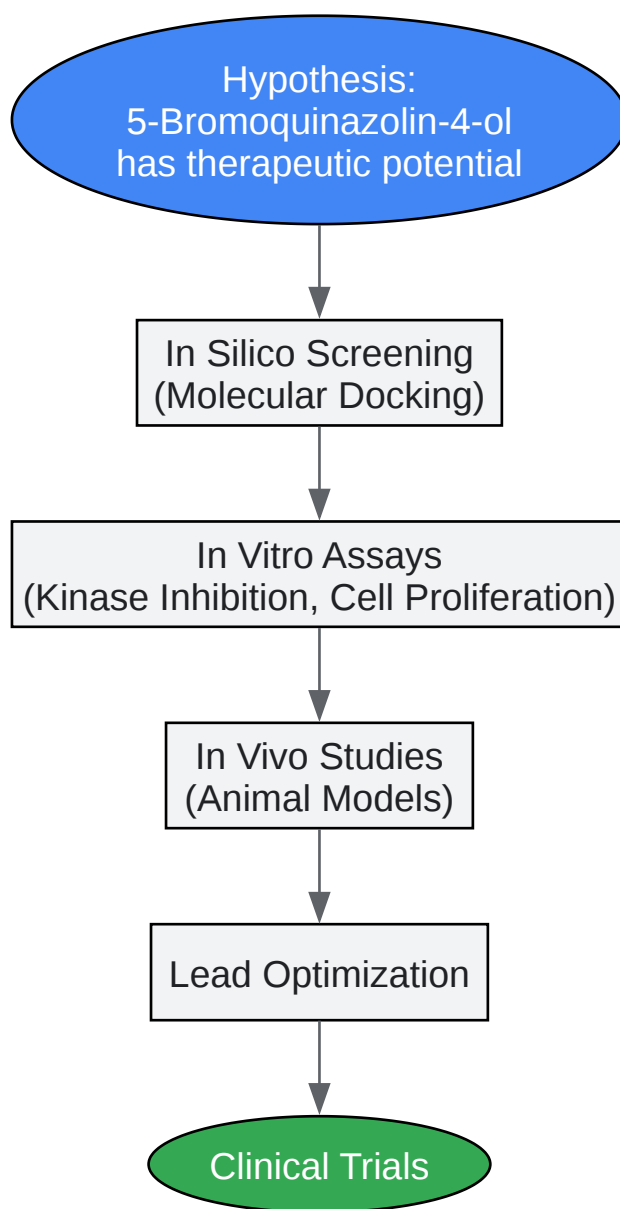 Hypothesis:
5-Bromoquinazolin-4-ol
has therapeutic potential
In Silico Screening
(Molecular Docking)
In Vitro Assays
(Kinase Inhibition, Cell Proliferation)
In Vivo Studies
(Animal Models)
Lead Optimization
Clinical Trials